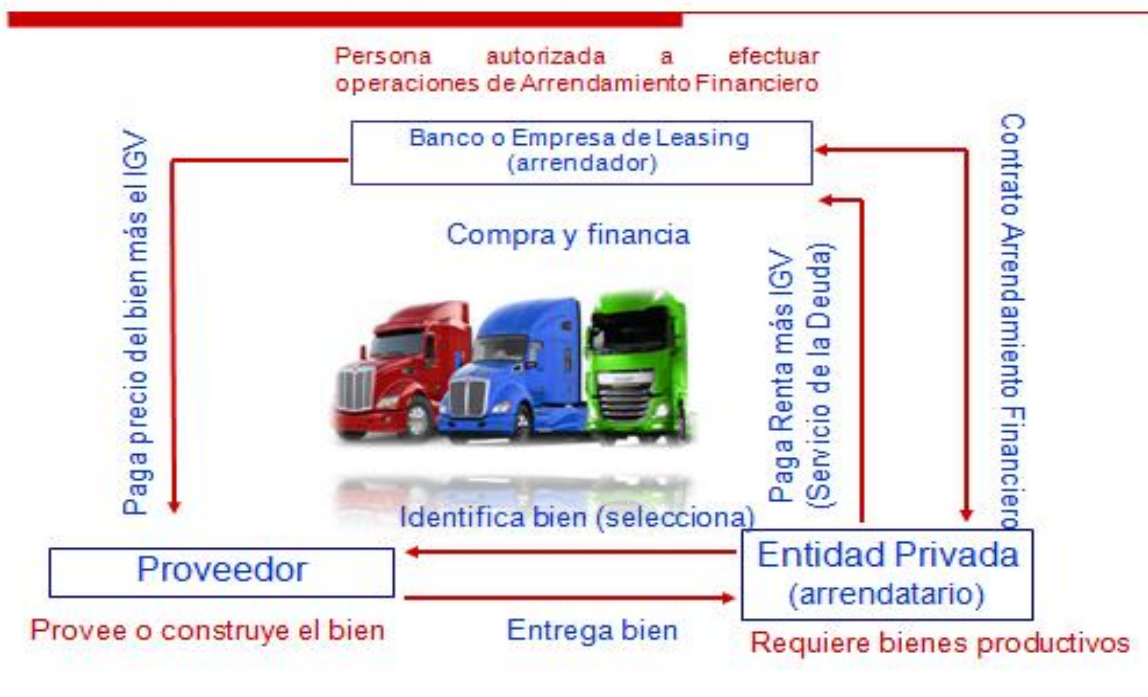 Persona autorizada a efectuar
operaciones de Arrendamiento Financiero
Banco o Empresa de Leasing
(arrendador)
Paga precio del bien más el IGV
Compra y financia
Paga Renta más IGV
(Servicio de la Deuda)
Contrato Arrendamiento Financiero
Identifica bien (selecciona)
Proveedor
Entidad Privada
(arrendatario)
Provee o construye el bien
Entrega bien
Requiere bienes productivos